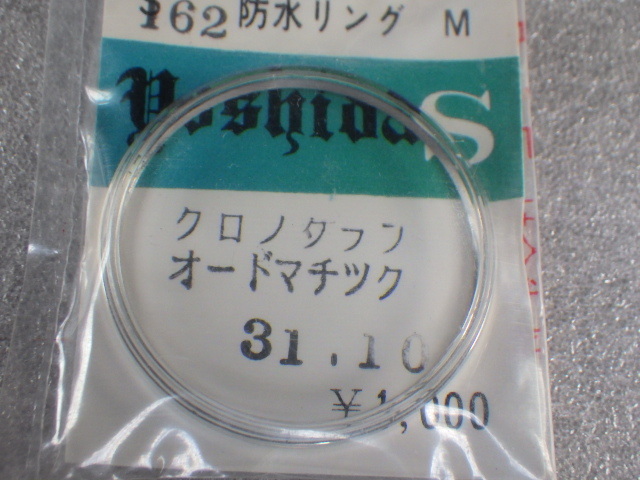 162 防水リング M
Yoshida S
クロノタフン
オードマチツク
31.10
￥1,000